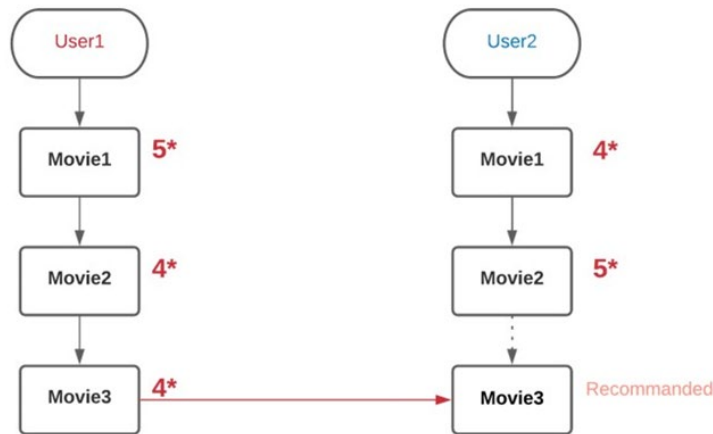 User1
User2
Movie1
5*
Movie1
4*
Movie2
4*
Movie2
5*
Movie3
4*
Movie3
Recommanded